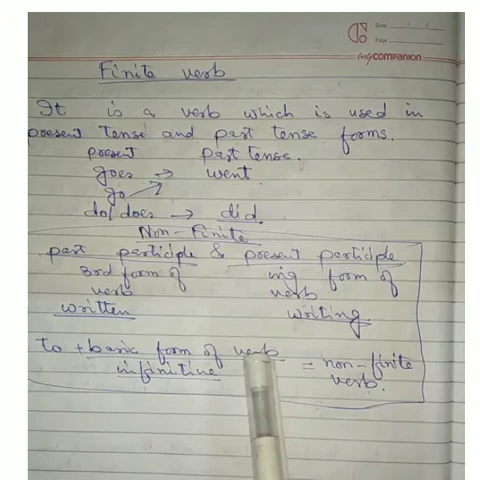 Date / /
Page
mycompanion
Finite verb
It is a verb which is used in
present tense and past tense forms.
present past tense.
goes → went.
go
do/does → did.
Non-Finite
past participle & present participle.
3rd form of ing form of
verb verb
written writing
to + basic form of verb
infinitive = non-finite
verb.